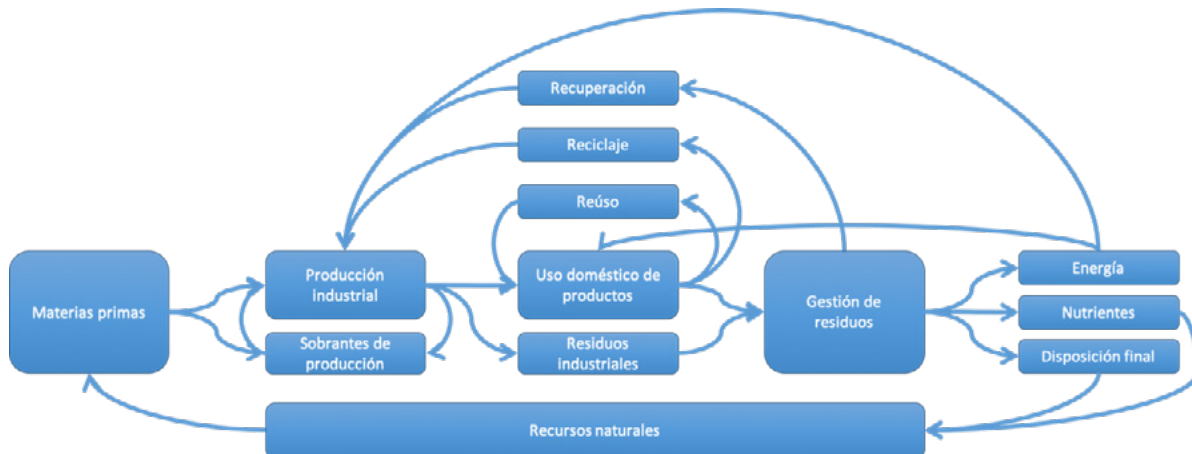 Recuperación
Reciclaje
Reúso
Materias primas
Producción
industrial
Sobrantes de
producción
Uso doméstico de
productos
Residuos
industriales
Gestión de
residuos
Energía
Nutrientes
Disposición final
Recursos naturales